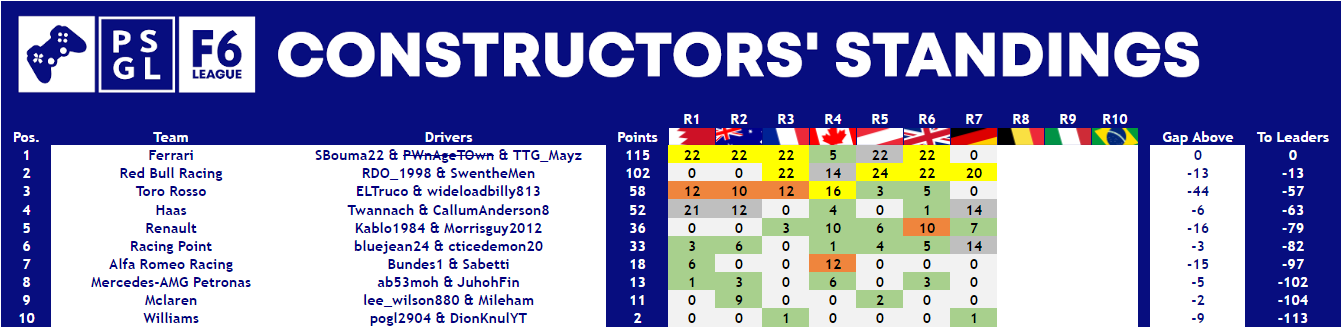 PS
GL
F6
LEAGUE
CONSTRUCTORS' STANDINGS
R1 R2 R3 R4 R5 R6 R7 R8 R9 R10
Pos. Team Drivers Points Gap Above To Leaders
1 Ferrari SBouma22 & PWnAgeTOwn & TTG_Mayz 115 22 22 22 5 22 22 0 0 0
2 Red Bull Racing RDO_1998 & SwentheMen 102 0 0 22 14 24 22 20 -13 -13
3 Toro Rosso ELTruco & wideloadbilly813 58 12 10 12 16 3 5 0 -44 -57
4 Haas Twannach & CallumAnderson8 52 21 12 0 4 0 1 14 -6 -63
5 Renault Kablo1984 & Morrisguy2012 36 0 0 3 10 6 10 7 -16 -79
6 Racing Point bluejean24 & cticedemon20 33 3 6 0 1 4 5 14 -3 -82
7 Alfa Romeo Racing Bundes1 & Sabetti 18 6 0 0 12 0 0 0 -15 -97
8 Mercedes-AMG Petronas ab53moh & JuhohFin 13 1 3 0 6 0 3 0 -5 -102
9 Mclaren lee_wilson880 & Mileham 11 0 9 0 0 2 0 0 -2 -104
10 Williams pogl2904 & DionKnulYT 2 0 0 1 0 0 0 1 -9 -113